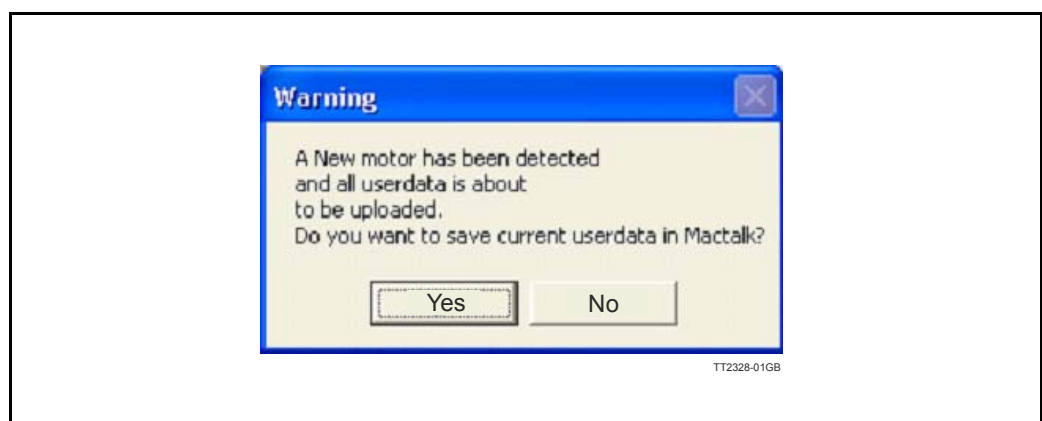 Warning
A New motor has been detected
and all userdata is about
to be uploaded.
Do you want to save current userdata in Mactalk?
Yes No
TT2328-01GB